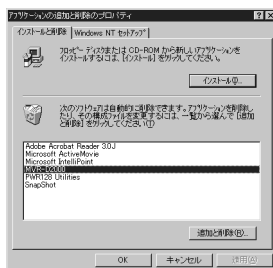 アプリケーションの追加と削除のプロパティ
インストールと削除
Windows NT セットアップ
フロッピー ディスクまたは CD-ROM から新しいアプリケーションを
インストールするには、[インストール] をクリックしてください。
インストール(I)...
次のソフトウェアは自動的に削除できます。アプリケーションを削除し
たり、その構成ファイルを変更するには、一覧から選んで [追加
と削除] をクリックしてください(T)
Adobe Acrobat Reader 3.0J
Microsoft ActiveMovie
Microsoft IntelliPoint
MVR-D2000
PWR128 Utilities
SnapShot
追加と削除(R)...
OK
キャンセル
適用(A)